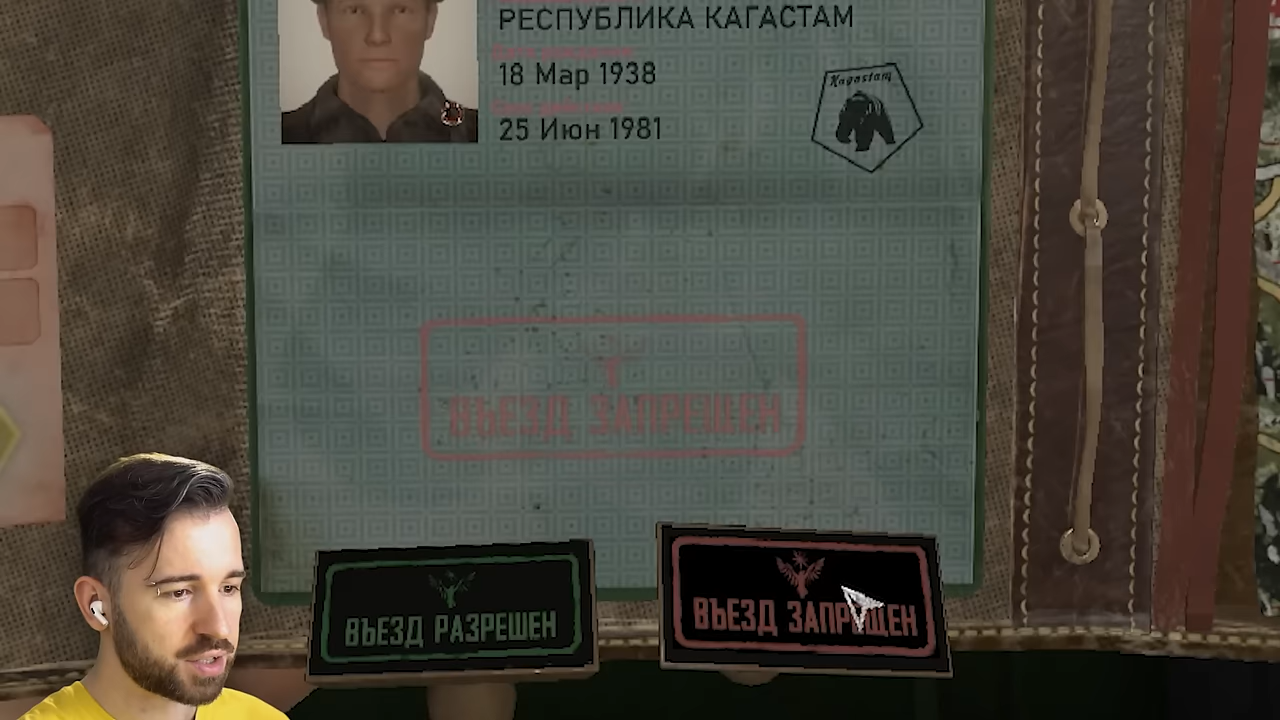 РЕСПУБЛИКА КАГАСТАМ
18 Мар 1938
25 Июн 1981
Kagastam
ВЪЕЗД ЗАПРЕЩЕН
ВЪЕЗД РАЗРЕШЕН
ВЪЕЗД ЗАПРЕЩЕН